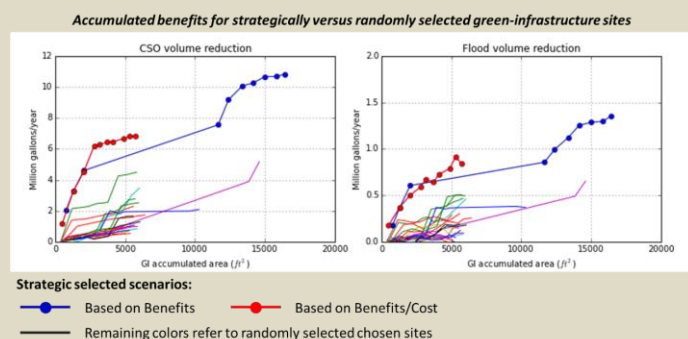 Accumulated benefits for strategically versus randomly selected green-infrastructure sites
CSO volume reduction
Million gallons/year
12
10
8
6
4
2
0
0 5000 10000 15000 20000
GI accumulated area (ft²)
Flood volume reduction
Million gallons/year
2.0
1.5
1.0
0.5
0.0
0 5000 10000 15000 20000
GI accumulated area (ft²)
Strategic selected scenarios:
Based on Benefits Based on Benefits/Cost
Remaining colors refer to randomly selected chosen sites